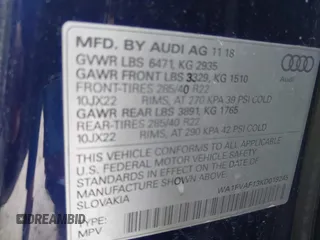 MFD. BY AUDI AG 11 18
GVWR LBS 6471, KG 2935
GAWR FRONT LBS 3329, KG 1510
FRONT-TIRES 285/40 R22
10JX22 RIMS, AT 270 KPA 39 PSI COLD
GAWR REAR LBS 3891, KG 1765
REAR-TIRES 285/40 R22
10JX22 RIMS, AT 290 KPA 42 PSI COLD
THIS VEHICLE CONFORMS TO ALL APPLICABLE
U.S. FEDERAL MOTOR VEHICLE SAFETY STANDARDS
IN EFFECT ON THE DATE OF MANUFACTURE
SLOVAKIA
TYPE:
MPV
DREAMBID